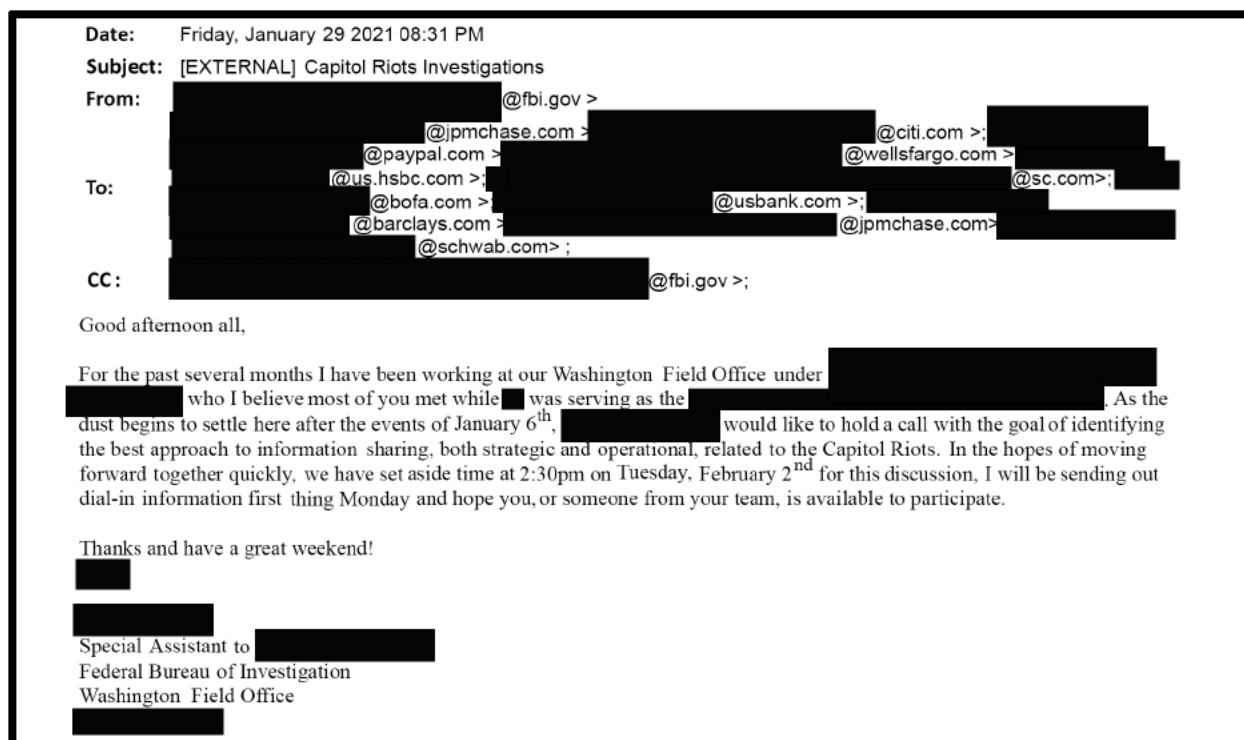 Date: Friday, January 29 2021 08:31 PM
Subject: [EXTERNAL] Capitol Riots Investigations
From: @fbi.gov >
@jpmchase.com > @citi.com >;
@paypal.com > @wellsfargo.com >
To: @us.hsbc.com >; @sc.com>;
@bofa.com >; @usbank.com >;
@barclays.com > @jpmchase.com>
@schwab.com> ;
CC : @fbi.gov >;
Good afternoon all,
For the past several months I have been working at our Washington Field Office under
who I believe most of you met while was serving as the . As the
dust begins to settle here after the events of January 6th, would like to hold a call with the goal of identifying
the best approach to information sharing, both strategic and operational, related to the Capitol Riots. In the hopes of moving
forward together quickly, we have set aside time at 2:30pm on Tuesday, February 2nd for this discussion, I will be sending out
dial-in information first thing Monday and hope you, or someone from your team, is available to participate.
Thanks and have a great weekend!
Special Assistant to
Federal Bureau of Investigation
Washington Field Office